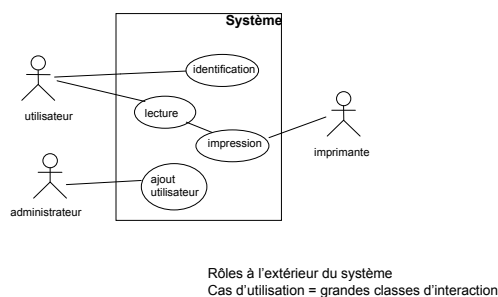 Système
identification
utilisateur
lecture
impression
imprimante
ajout
utilisateur
administrateur
Rôles à l'extérieur du système
Cas d'utilisation = grandes classes d'interaction